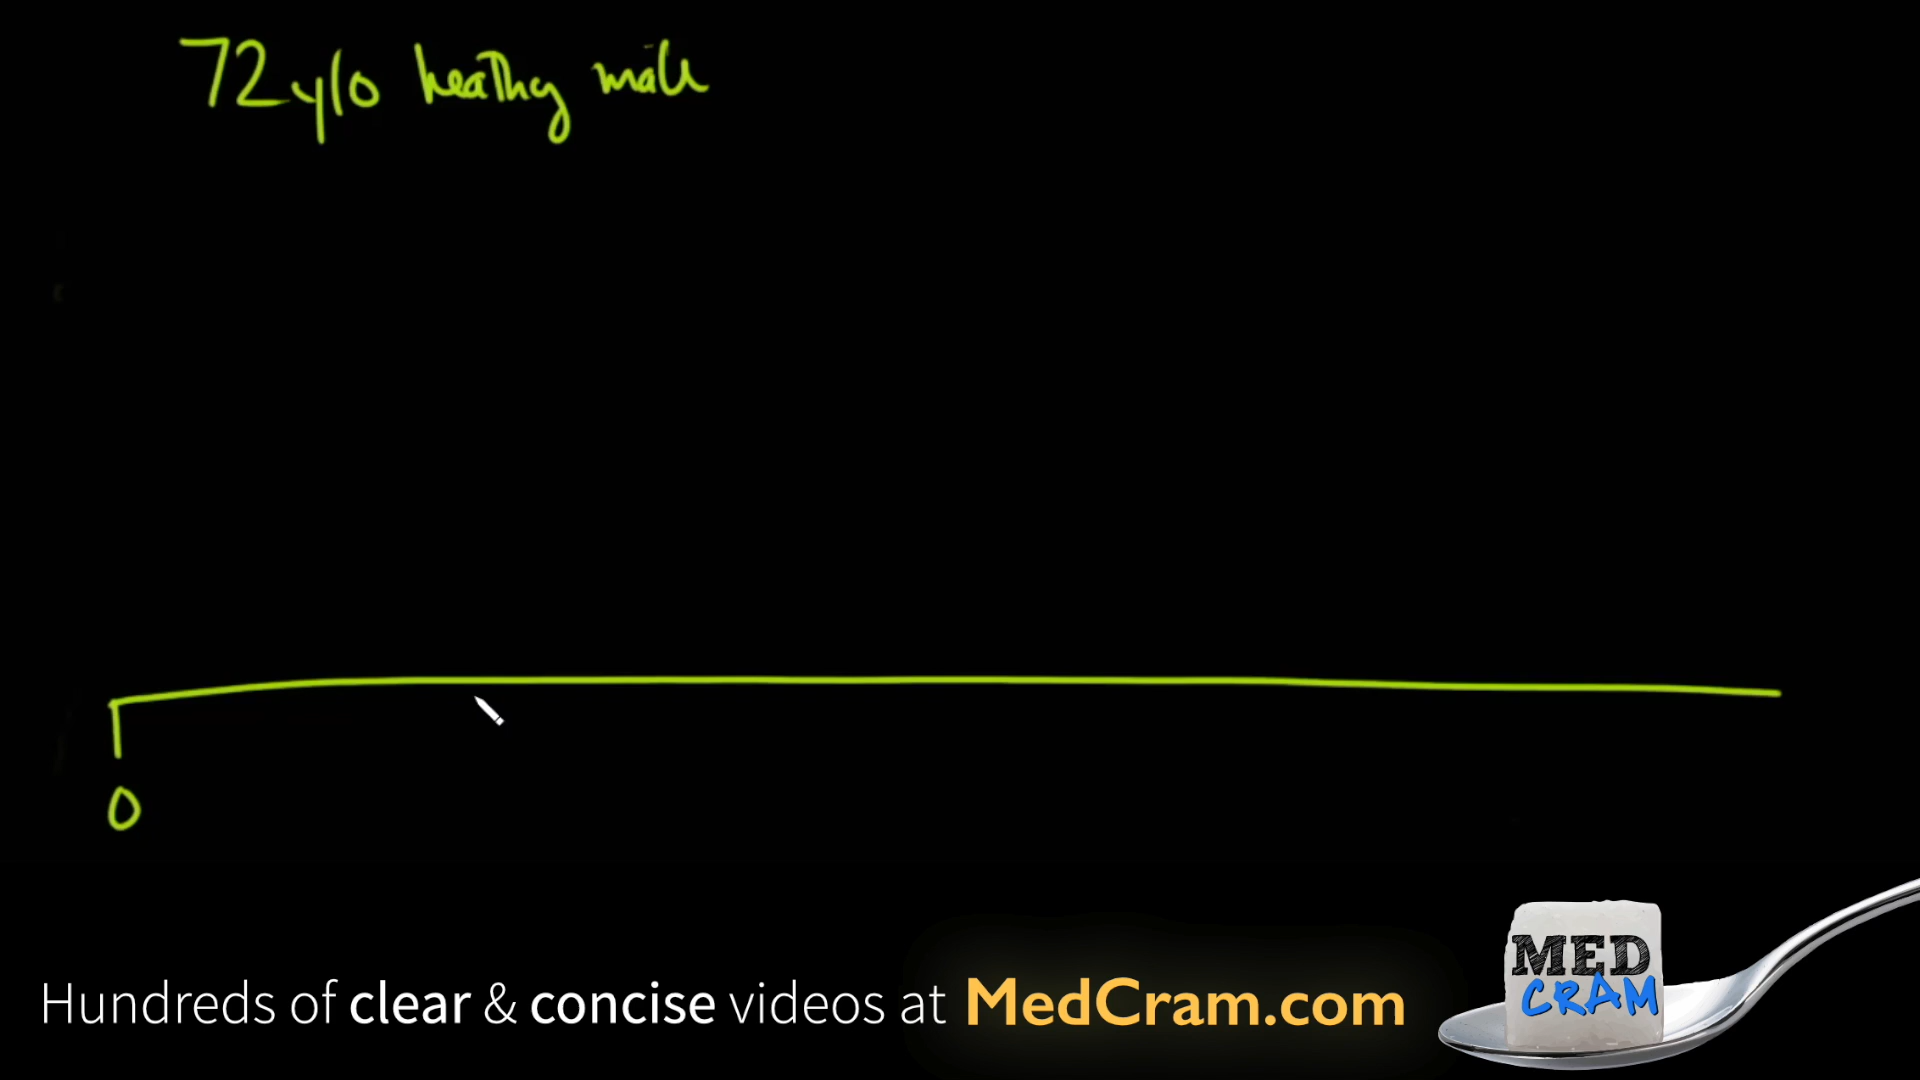 72 y/o healthy male
0
Hundreds of clear & concise videos at MedCram.com
MED
CRAM